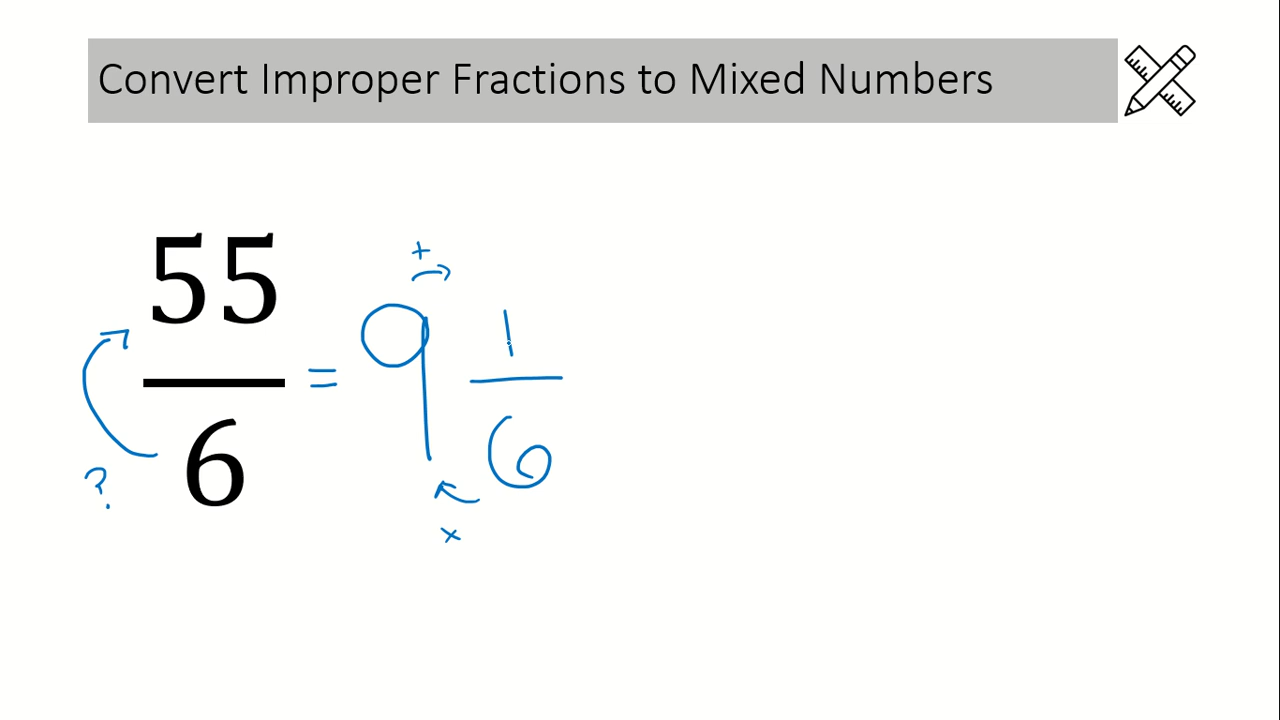 Convert Improper Fractions to Mixed Numbers
+
55/6 = 9 1/6
?
x